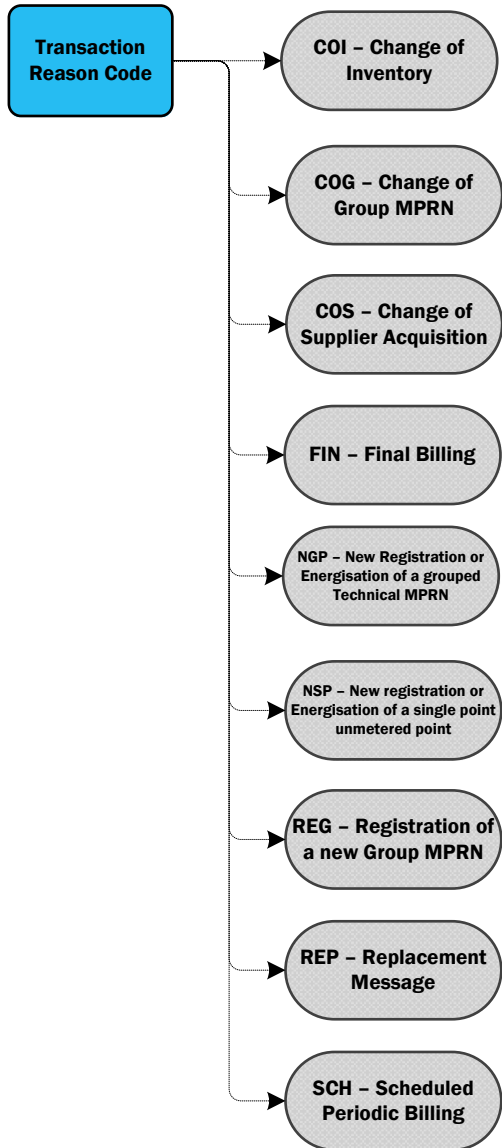 Transaction
Reason Code
COI – Change of
Inventory
COG – Change of
Group MPRN
COS – Change of
Supplier Acquisition
FIN – Final Billing
NGP – New Registration or
Energisation of a grouped
Technical MPRN
NSP – New registration or
Energisation of a single point
unmetered point
REG – Registration of
a new Group MPRN
REP – Replacement
Message
SCH – Scheduled
Periodic Billing